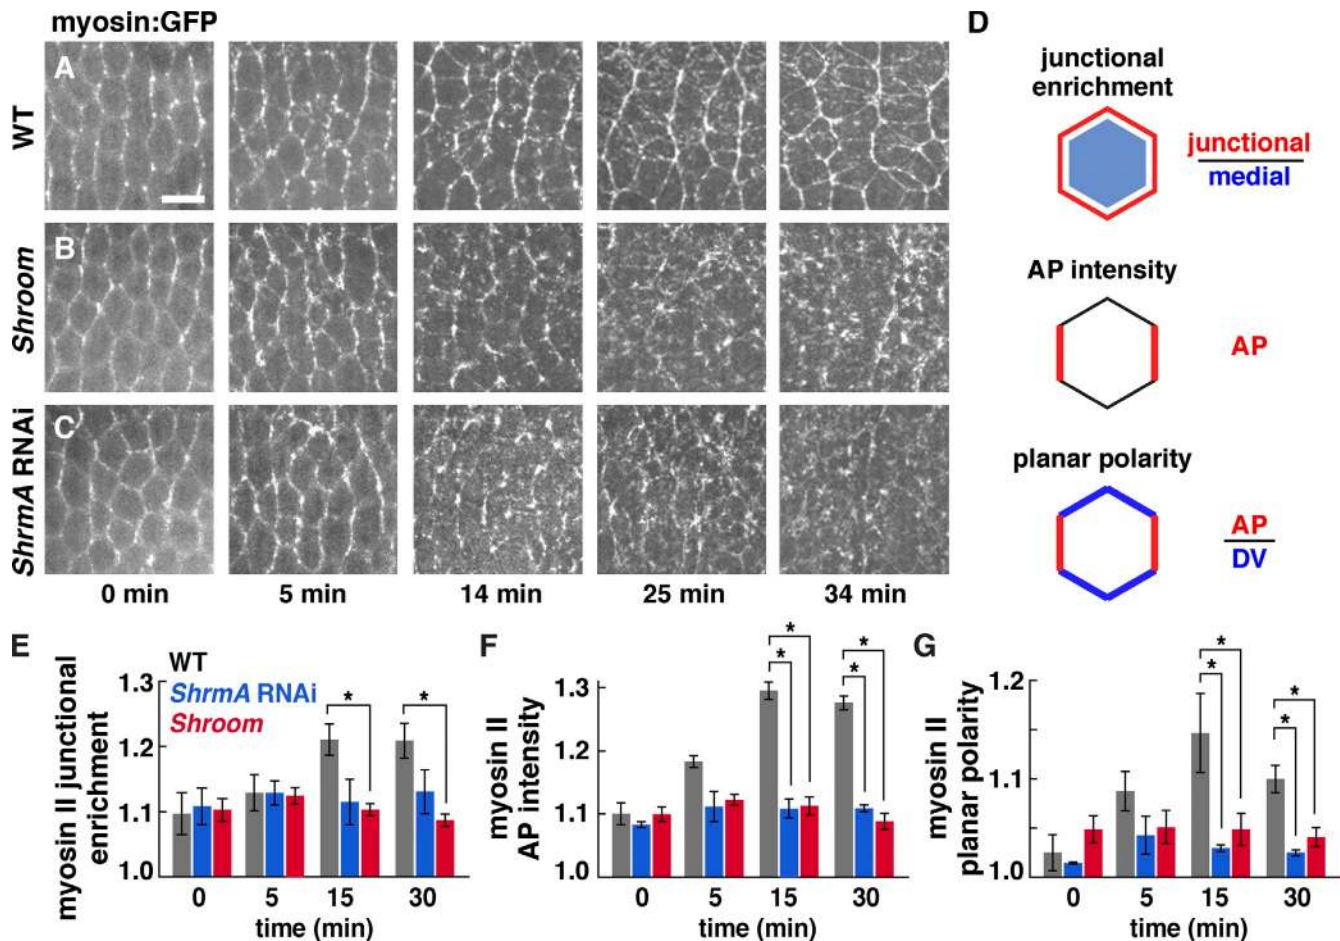 myosin:GFP
A
WT
B
Shroom
C
ShrmA RNAi
0 min
5 min
14 min
25 min
34 min
D
junctional
enrichment
junctional
medial
AP intensity
AP
planar polarity
AP
DV
E
WT
ShrmA RNAi
Shroom
myosin II junctional
enrichment
1.3
1.2
1.1
1.0
*
*
0
5
15
30
time (min)
F
myosin II
AP intensity
1.3
1.2
1.1
1.0
*
*
*
*
0
5
15
30
time (min)
G
myosin II
planar polarity
1.2
1.1
1.0
*
*
*
*
0
5
15
30
time (min)